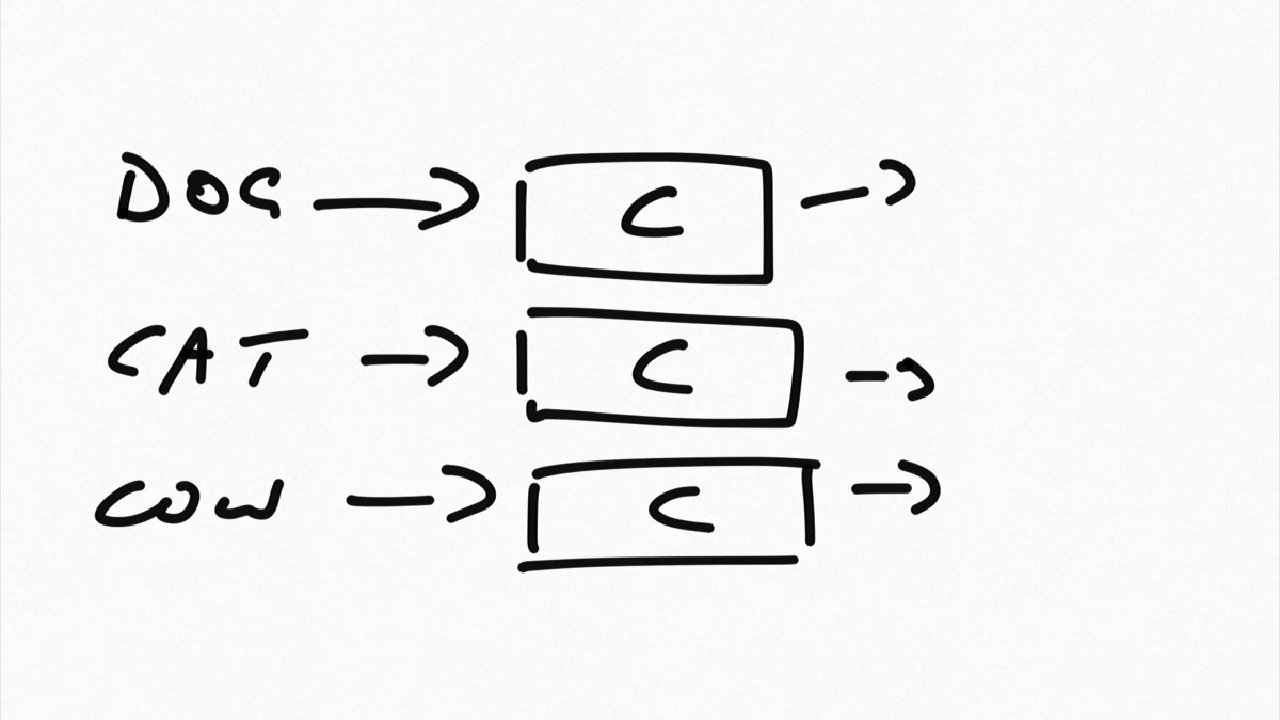 DOG → C →
CAT → C →
COW → C →